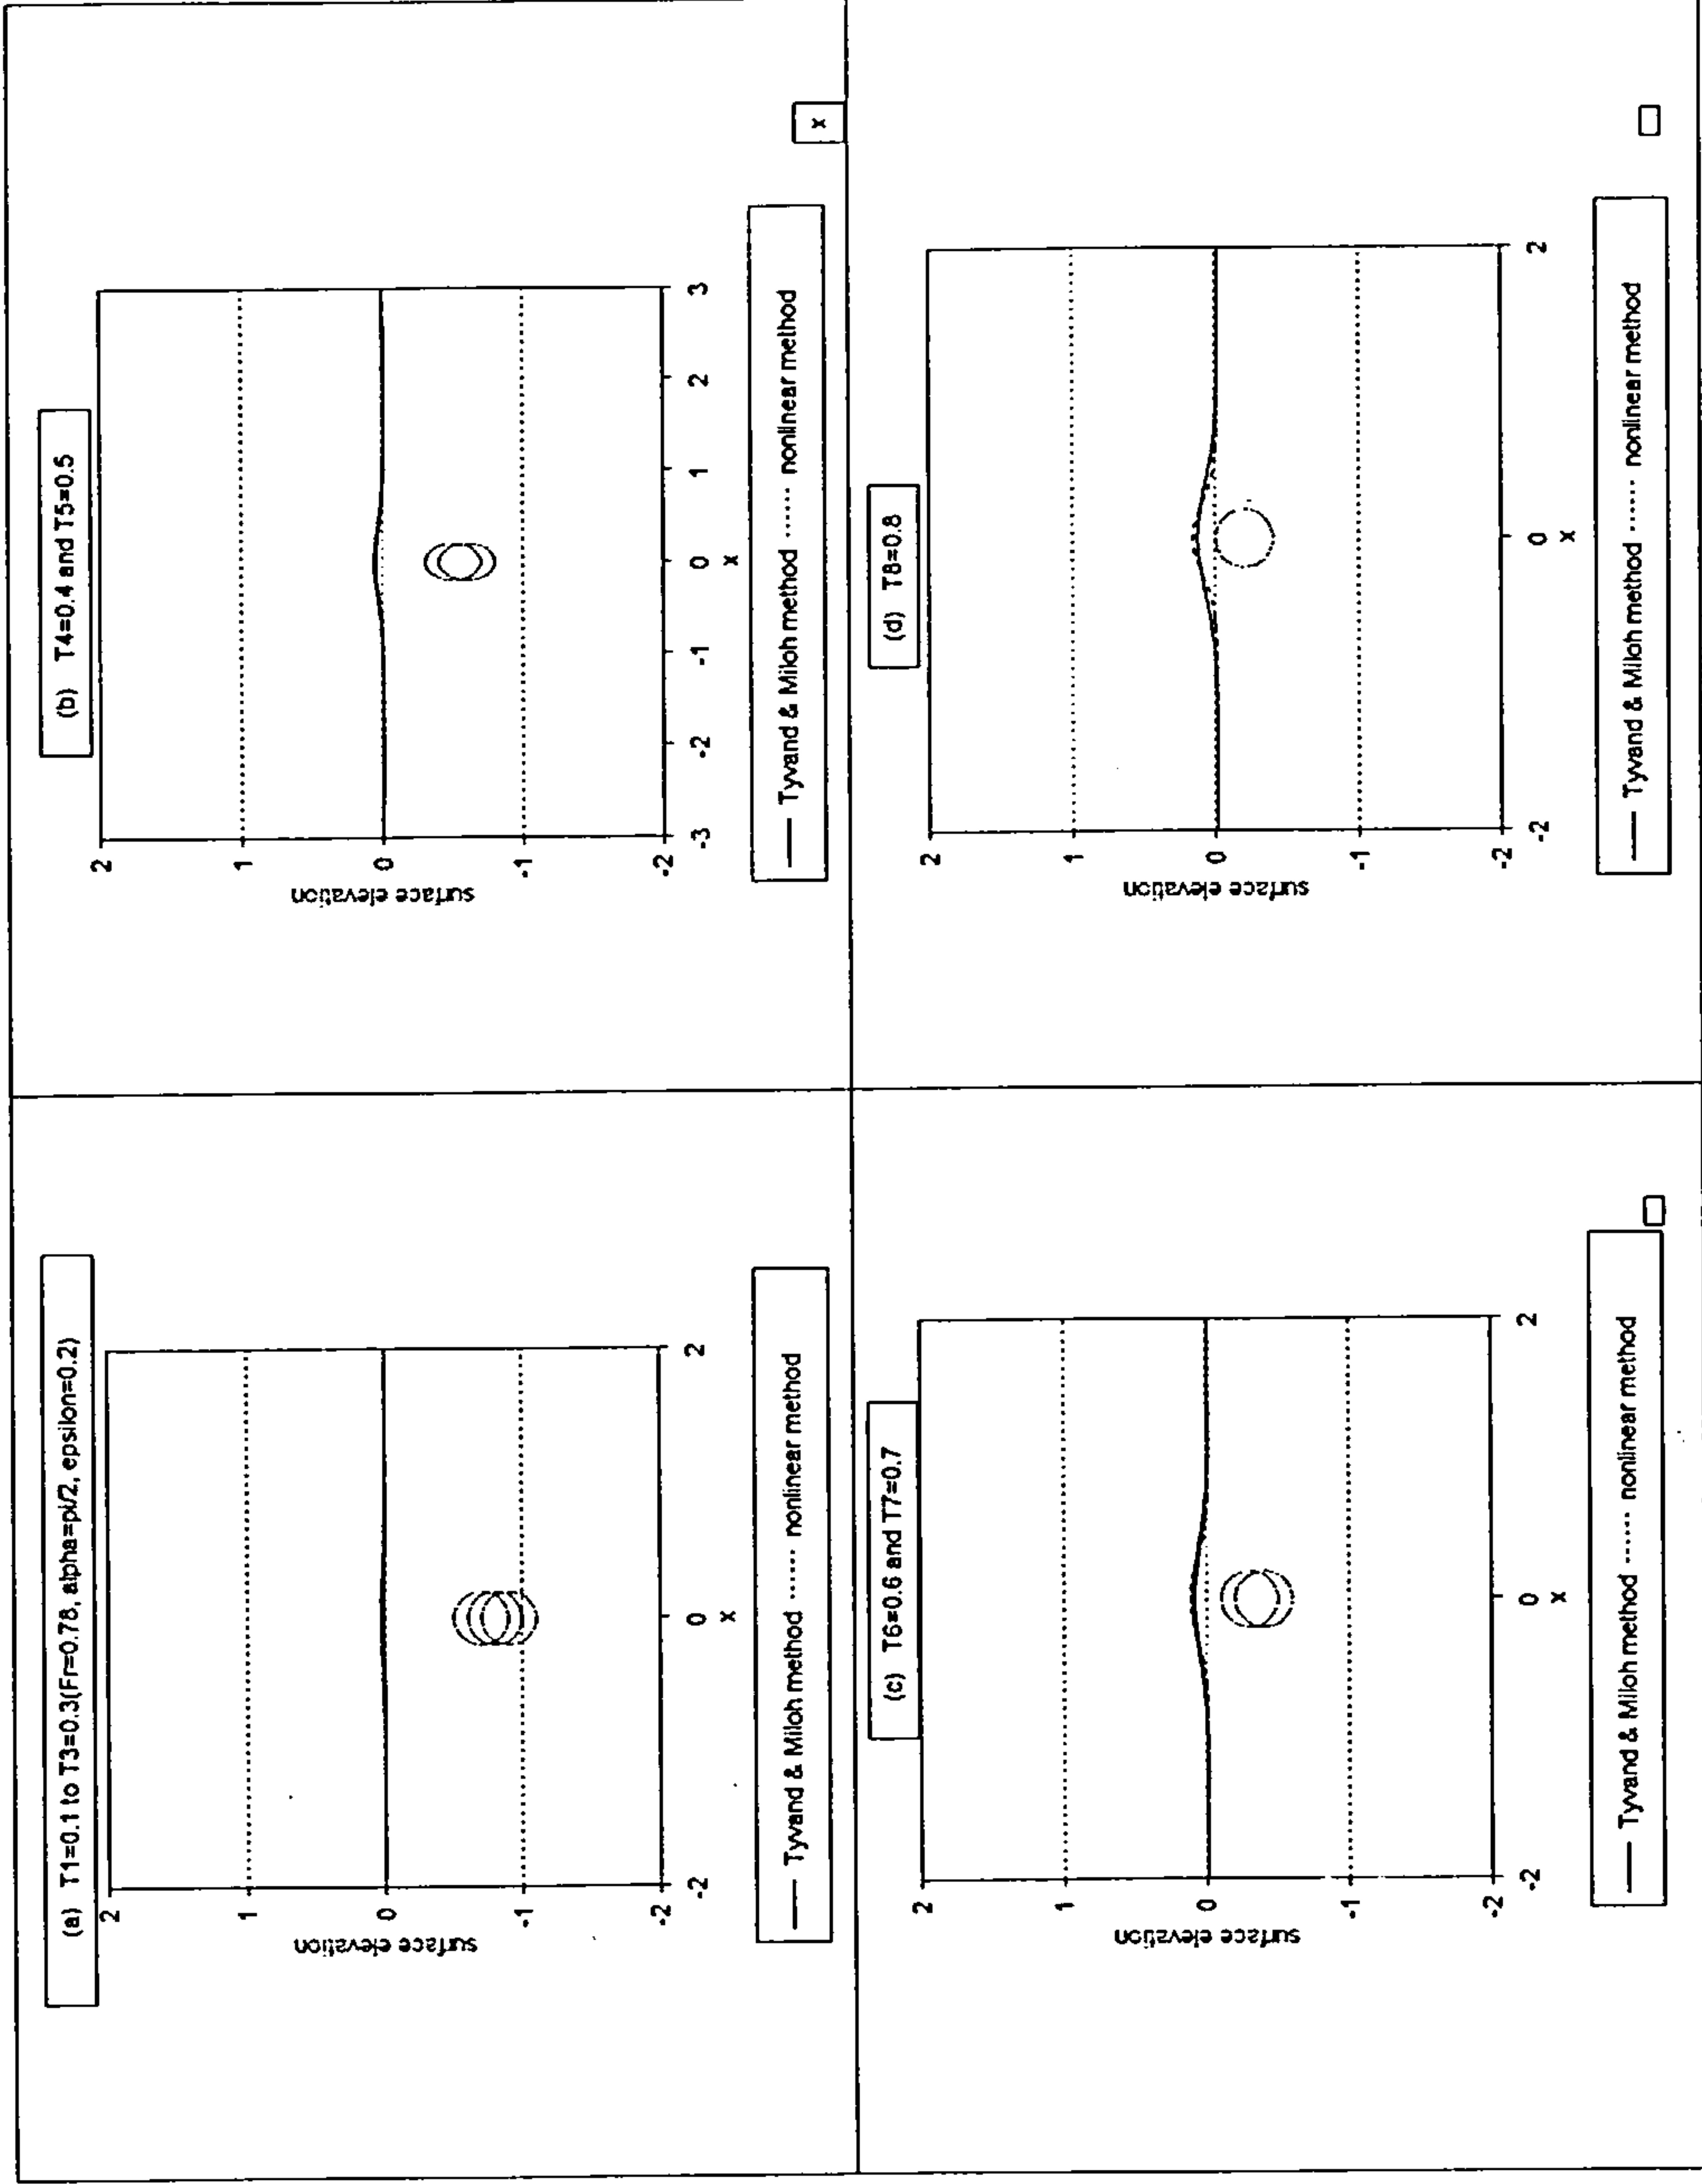 (a) T1=0.1 to T3=0.3(Fr=0.78, alpha=pi/2, epsilon=0.2)
2
1
0
-1
-2
surface elevation
-2
0
2
x
Tyvand & Miloh method ...... nonlinear method
(b) T4=0.4 and T5=0.5
2
1
0
-1
-2
surface elevation
-3
-2
-1
0
1
2
3
x
Tyvand & Miloh method ...... nonlinear method
x
(c) T6=0.6 and T7=0.7
2
1
0
-1
-2
surface elevation
-2
0
2
x
Tyvand & Miloh method ...... nonlinear method
(d) T8=0.8
2
1
0
-1
-2
surface elevation
-2
0
2
x
Tyvand & Miloh method ...... nonlinear method